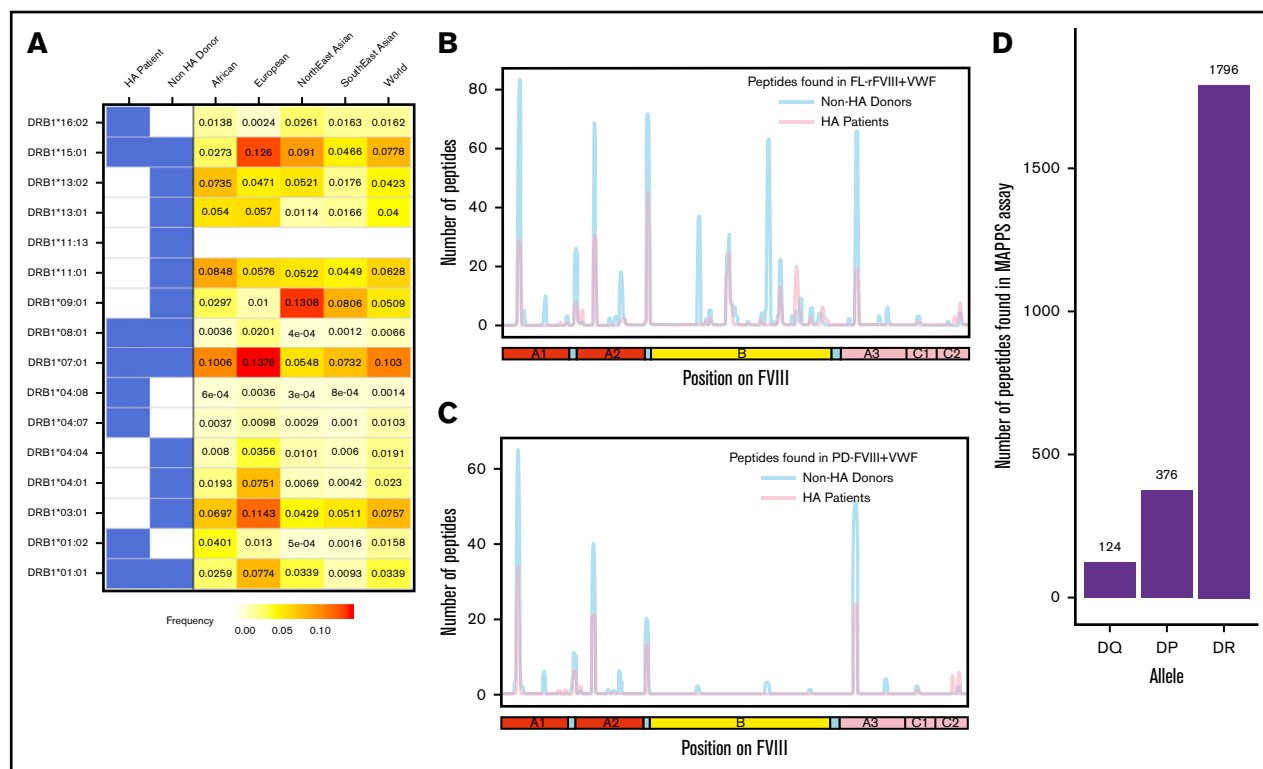 A
HA Patient
Non HA Donor
African
European
NorthEast Asian
SouthEast Asian
World
DRB1*16:02 0.0138 0.0024 0.0261 0.0163 0.0162
DRB1*15:01 0.0273 0.126 0.091 0.0466 0.0778
DRB1*13:02 0.0735 0.0471 0.0521 0.0176 0.0423
DRB1*13:01 0.054 0.057 0.0114 0.0166 0.04
DRB1*11:13
DRB1*11:01 0.0848 0.0576 0.0522 0.0449 0.0628
DRB1*09:01 0.0297 0.01 0.1308 0.0806 0.0509
DRB1*08:01 0.0036 0.0201 4e-04 0.0012 0.0066
DRB1*07:01 0.1006 0.1376 0.0548 0.0732 0.103
DRB1*04:08 6e-04 0.0036 3e-04 8e-04 0.0014
DRB1*04:07 0.0037 0.0098 0.0029 0.001 0.0103
DRB1*04:04 0.008 0.0356 0.0101 0.006 0.0191
DRB1*04:01 0.0193 0.0751 0.0069 0.0042 0.023
DRB1*03:01 0.0697 0.1143 0.0429 0.0511 0.0757
DRB1*01:02 0.0401 0.013 5e-04 0.0016 0.0158
DRB1*01:01 0.0259 0.0774 0.0339 0.0093 0.0339
Frequency
0.00 0.05 0.10
B
Number of peptides
80
60
40
20
0
Peptides found in FL-rFVIII+VWF
Non-HA Donors
HA Patients
A1 A2 B A3 C1 C2
Position on FVIII
C
Number of peptides
60
40
20
0
Peptides found in PD-FVIII+VWF
Non-HA Donors
HA Patients
A1 A2 B A3 C1 C2
Position on FVIII
D
Number of pepetides found in MAPPS assay
1500
1000
500
0
124
376
1796
DQ DP DR
Allele